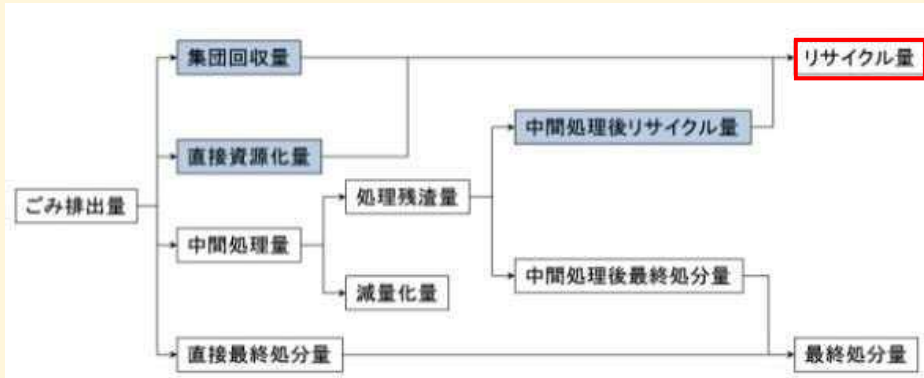 集団回収量
リサイクル量
中間処理後リサイクル量
直接資源化量
処理残渣量
ごみ排出量
中間処理量
中間処理後最終処分量
減量化量
直接最終処分量
最終処分量